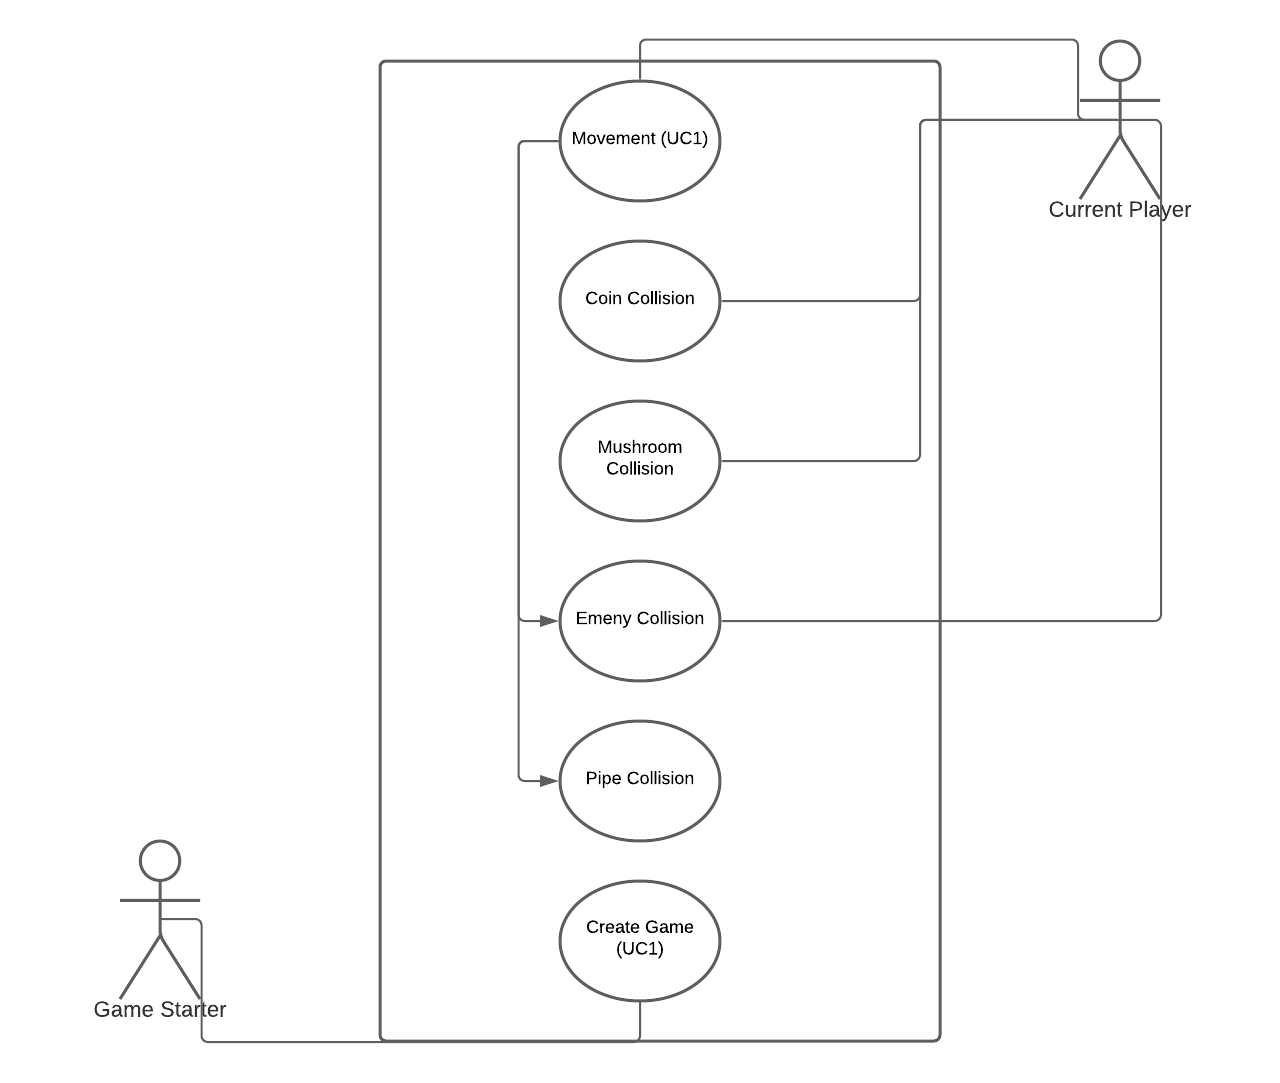 Movement (UC1)
Current Player
Coin Collision
Mushroom
Collision
Emeny Collision
Pipe Collision
Create Game
(UC1)
Game Starter